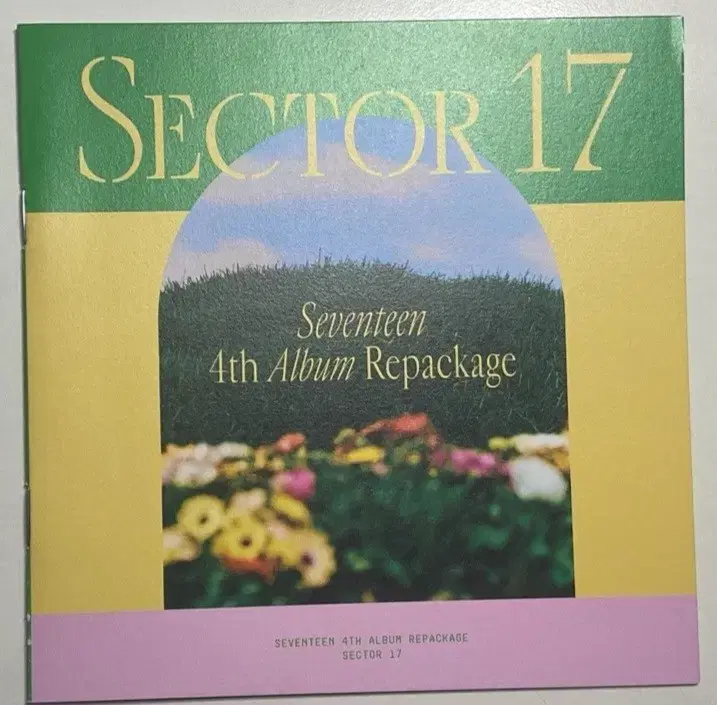 SECTOR 17
Seventeen
4th Album Repackage
SEVENTEEN 4TH ALBUM REPACKAGE
SECTOR 17